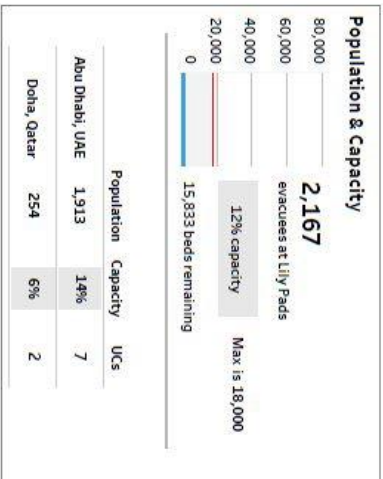 Population & Capacity
80,000
60,000
40,000
20,000
0
2,167
evacuees at Lily Pads
12% capacity
Max is 18,000
15,833 beds remaining
Population Capacity UCs
Abu Dhabi, UAE 1,913 14% 7
Doha, Qatar 254 6% 2